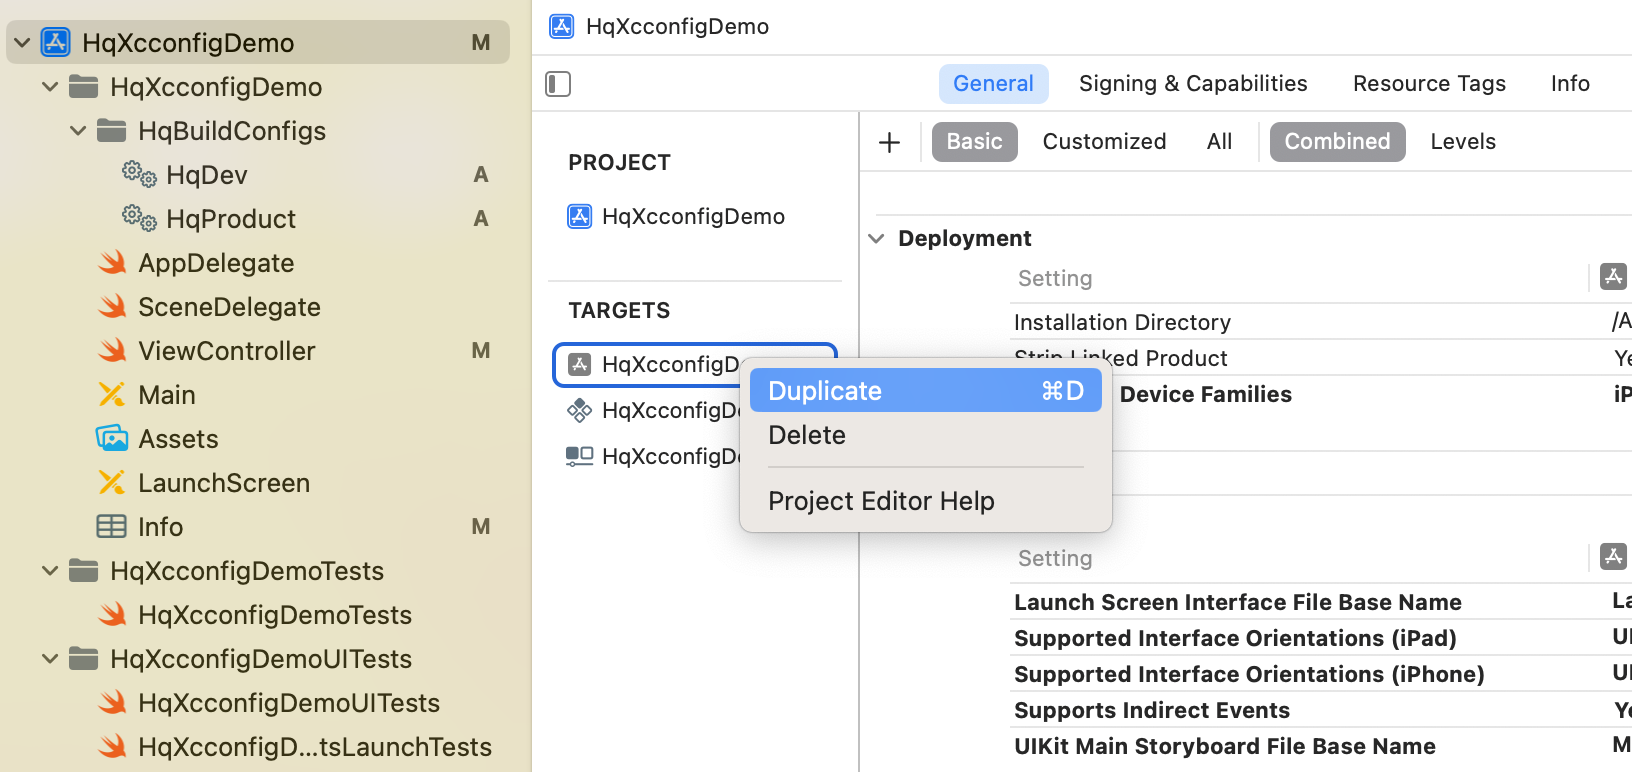 HqXcconfigDemo M
HqXcconfigDemo
HqBuildConfigs
HqDev A
HqProduct A
AppDelegate
SceneDelegate
ViewController M
Main
Assets
LaunchScreen
Info M
HqXcconfigDemoTests
HqXcconfigDemoTests
HqXcconfigDemoUITests
HqXcconfigDemoUITests
HqXcconfigD...tsLaunchTests
HqXcconfigDemo
General Signing & Capabilities Resource Tags Info
PROJECT
HqXcconfigDemo
TARGETS
HqXcconfigD
HqXcconfigD
HqXcconfigD
Duplicate ⌘D
Delete
Project Editor Help
+ Basic Customized All Combined Levels
Deployment
Setting
Installation Directory /A
Strip Linked Product Ye
Device Families iP
Setting
Launch Screen Interface File Base Name La
Supported Interface Orientations (iPad) UI
Supported Interface Orientations (iPhone) UI
Supports Indirect Events Ye
UIKit Main Storyboard File Base Name M